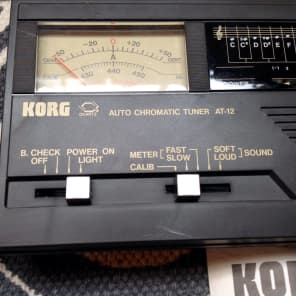 -50 -20 0 +20 +50
A
430 440 450
C C# D D# E F
KORG QUARTZ AUTO CHROMATIC TUNER AT-12
B. CHECK POWER ON
OFF LIGHT
METER FAST SOFT SOUND
SLOW LOUD
CALIB
KOR